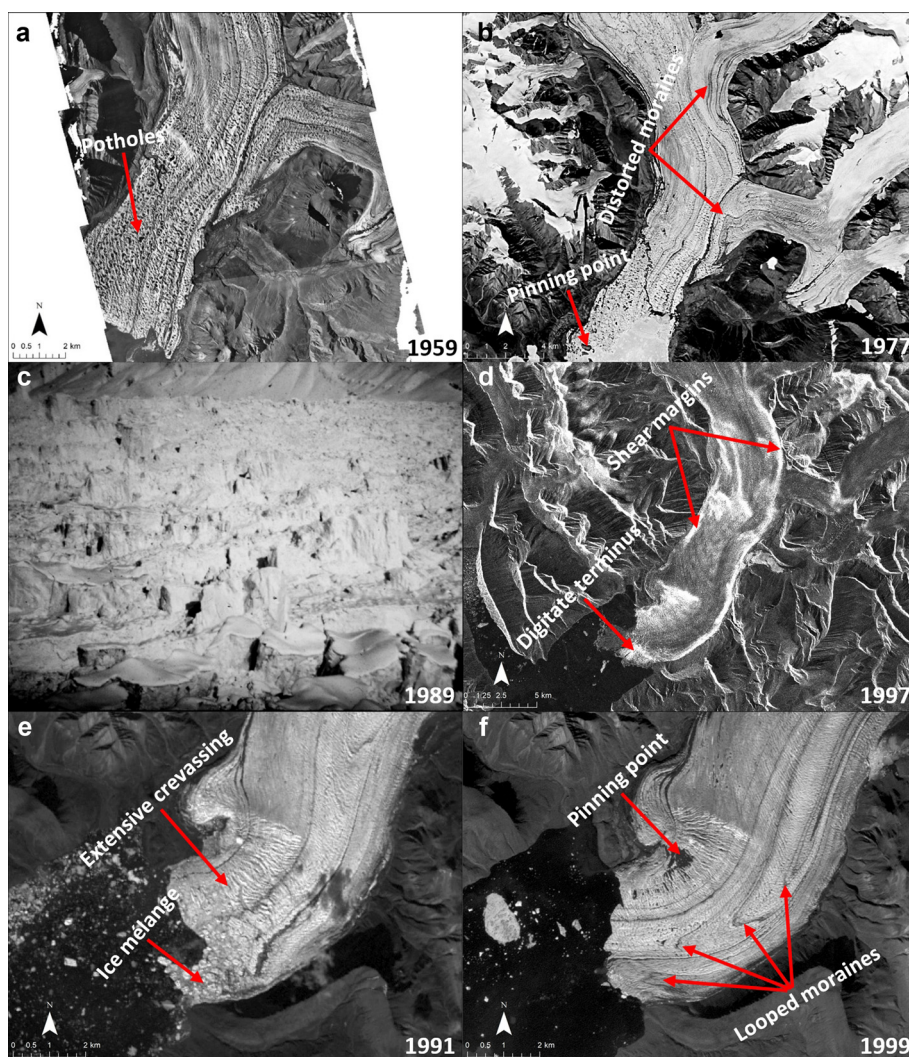 a
Potholes
N
0 0.5 1 2 km
1959
b
Distorted moraines
Pinning point
N
0 1 2 4 km
1977
c
1989
d
Shear margins
Digitate terminus
N
0 1.25 2.5 5 km
1997
e
Extensive crevassing
Ice mélange
N
0 0.5 1 2 km
1991
f
Pinning point
Looped moraines
N
0 0.5 1 2 km
1999